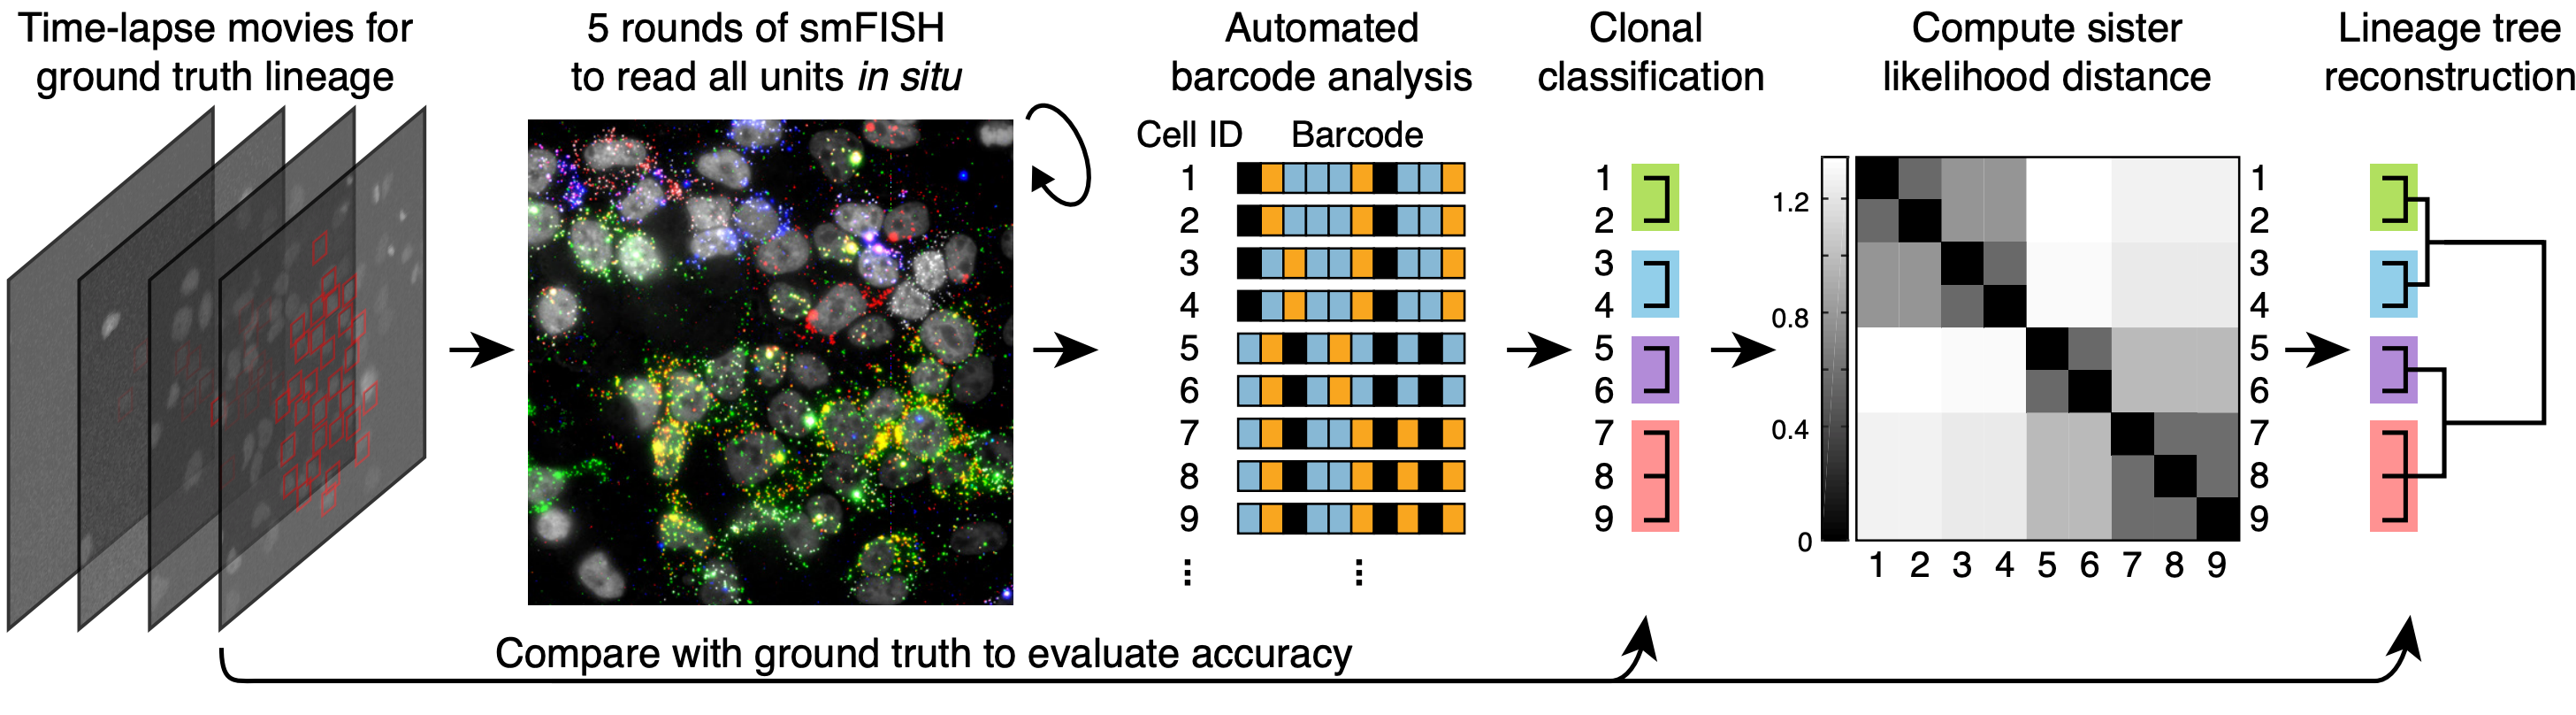 Time-lapse movies for
ground truth lineage
5 rounds of smFISH
to read all units in situ
Automated
barcode analysis
Clonal
classification
Compute sister
likelihood distance
Lineage tree
reconstruction
Cell ID Barcode
1
2
3
4
5
6
7
8
9
⋮ ⋮
1
2
3
4
5
6
7
8
9
1.2
0.8
0.4
0
1
2
3
4
5
6
7
8
9
1 2 3 4 5 6 7 8 9
Compare with ground truth to evaluate accuracy